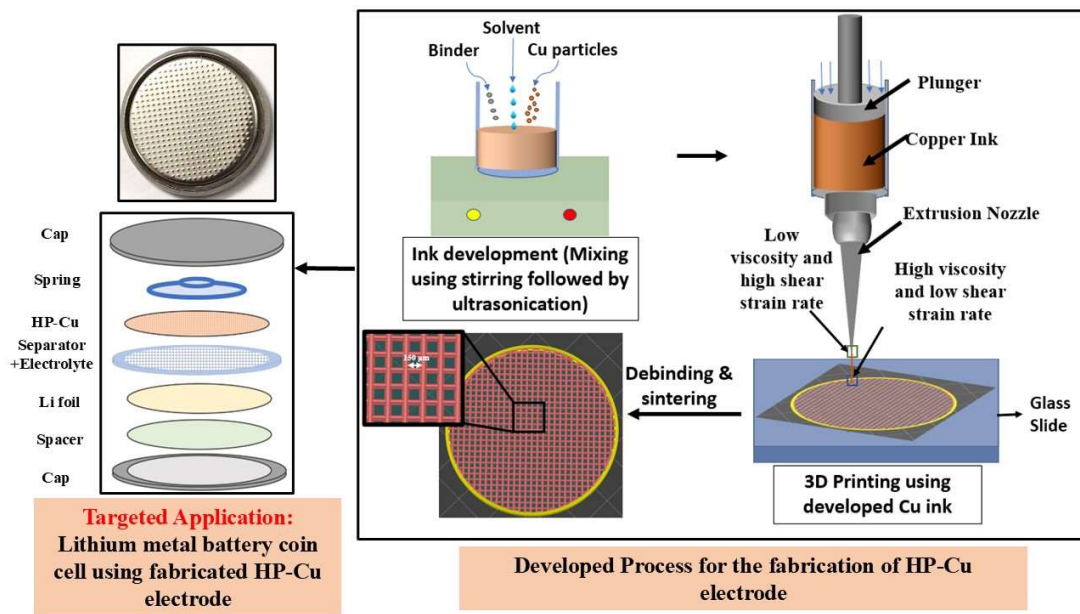 Cap
Spring
HP-Cu
Separator
+Electrolyte
Li foil
Spacer
Cap
Targeted Application:
Lithium metal battery coin
cell using fabricated HP-Cu
electrode
Solvent
Binder
Cu particles
Ink development (Mixing
using stirring followed by
ultrasonication)
Plunger
Copper Ink
Extrusion Nozzle
Low
viscosity and
high shear
strain rate
High viscosity
and low shear
strain rate
Glass
Slide
3D Printing using
developed Cu ink
Debinding &
sintering
150 µm
Developed Process for the fabrication of HP-Cu
electrode